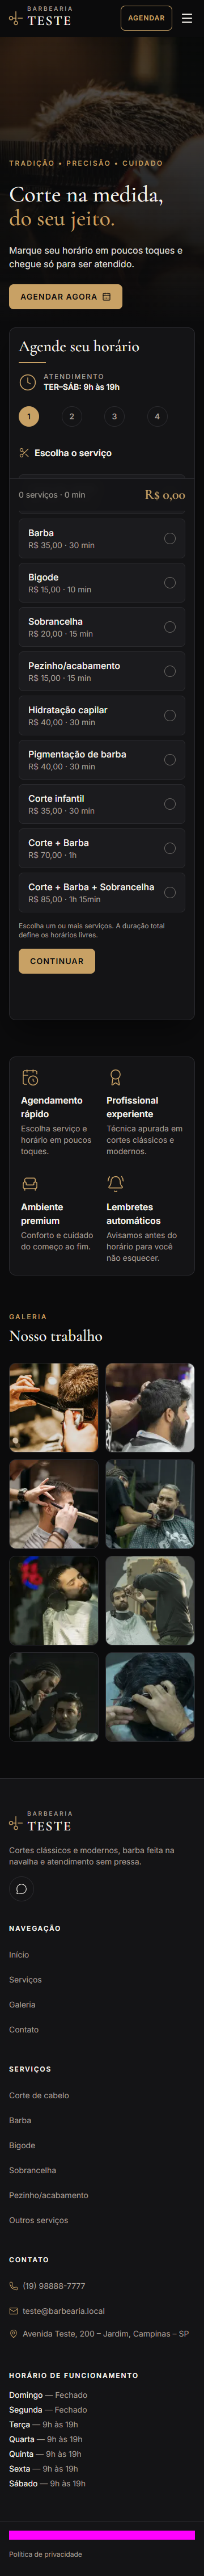 BARBEARIA
TESTE
AGENDAR
TRADIÇÃO • PRECISÃO • CUIDADO
Corte na medida,
do seu jeito.
Marque seu horário em poucos toques e
chegue só para ser atendido.
AGENDAR AGORA
Agende seu horário
ATENDIMENTO
TER–SÁB: 9h às 19h
1 2 3 4
Escolha o serviço
0 serviços · 0 min R$ 0,00
Barba
R$ 35,00 · 30 min
Bigode
R$ 15,00 · 10 min
Sobrancelha
R$ 20,00 · 15 min
Pezinho/acabamento
R$ 15,00 · 15 min
Hidratação capilar
R$ 40,00 · 30 min
Pigmentação de barba
R$ 40,00 · 30 min
Corte infantil
R$ 35,00 · 30 min
Corte + Barba
R$ 70,00 · 1h
Corte + Barba + Sobrancelha
R$ 85,00 · 1h 15min
Escolha um ou mais serviços. A duração total
define os horários livres.
CONTINUAR
Agendamento
rápido
Escolha serviço e
horário em poucos
toques.
Profissional
experiente
Técnica apurada em
cortes clássicos e
modernos.
Ambiente
premium
Conforto e cuidado
do começo ao fim.
Lembretes
automáticos
Avisamos antes do
horário para você
não esquecer.
GALERIA
Nosso trabalho
BARBEARIA
TESTE
Cortes clássicos e modernos, barba feita na
navalha e atendimento sem pressa.
NAVEGAÇÃO
Início
Serviços
Galeria
Contato
SERVIÇOS
Corte de cabelo
Barba
Bigode
Sobrancelha
Pezinho/acabamento
Outros serviços
CONTATO
(19) 98888-7777
teste@barbearia.local
Avenida Teste, 200 – Jardim, Campinas – SP
HORÁRIO DE FUNCIONAMENTO
Domingo — Fechado
Segunda — Fechado
Terça — 9h às 19h
Quarta — 9h às 19h
Quinta — 9h às 19h
Sexta — 9h às 19h
Sábado — 9h às 19h
Política de privacidade